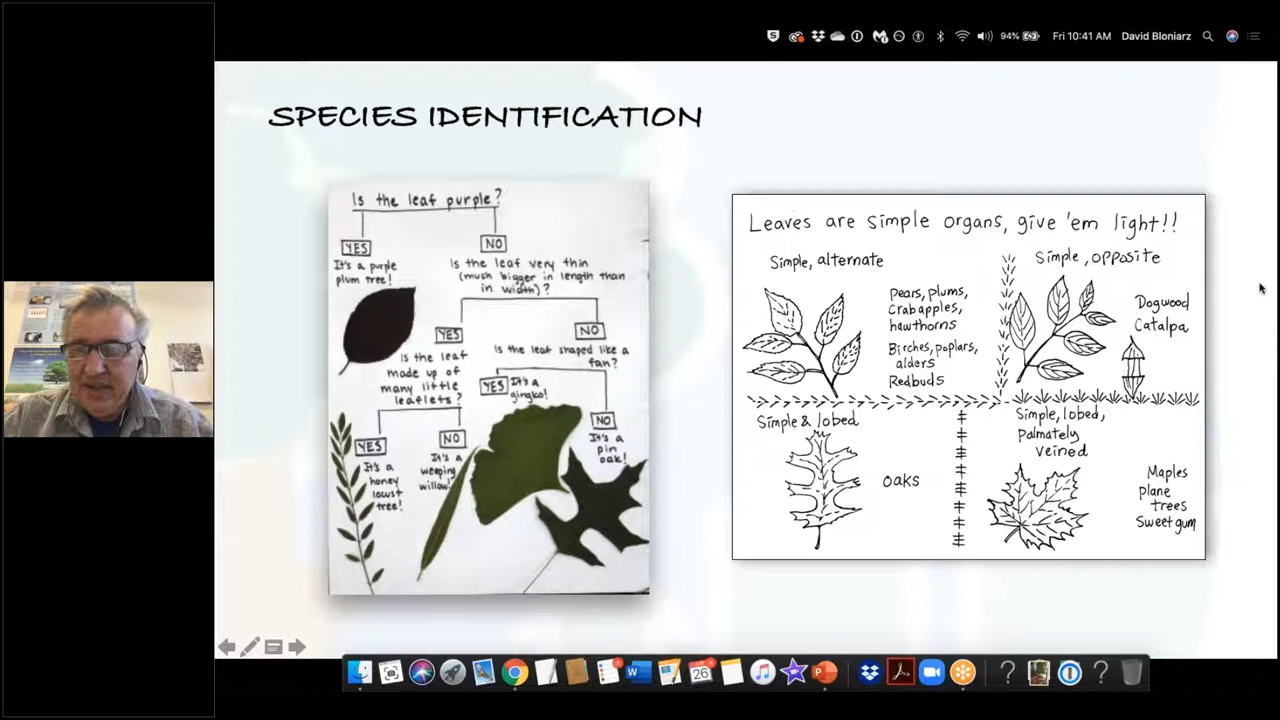 94%
Fri 10:41 AM
David Bloniarz
SPECIES IDENTIFICATION
Is the leaf purple?
YES
It's a purple
plum tree!
NO
Is the leaf very thin
(much bigger in length than
in width)?
YES
Is the leaf
made up of
many little
leaflets?
YES
It's a
honey
locust
tree!
NO
It's a
weeping
willow!
NO
Is the leaf shaped like a
fan?
YES
It's a
gingko!
NO
It's a
pin
oak!
Leaves are simple organs, give 'em light!!
Simple, alternate
Pears, plums,
Crabapples,
hawthorns
Birches, poplars,
alders
Redbuds
Simple, opposite
Dogwood
Catalpa
Simple & lobed
oaks
Simple, lobed,
palmately
veined
Maples
plane
trees
Sweetgum
26